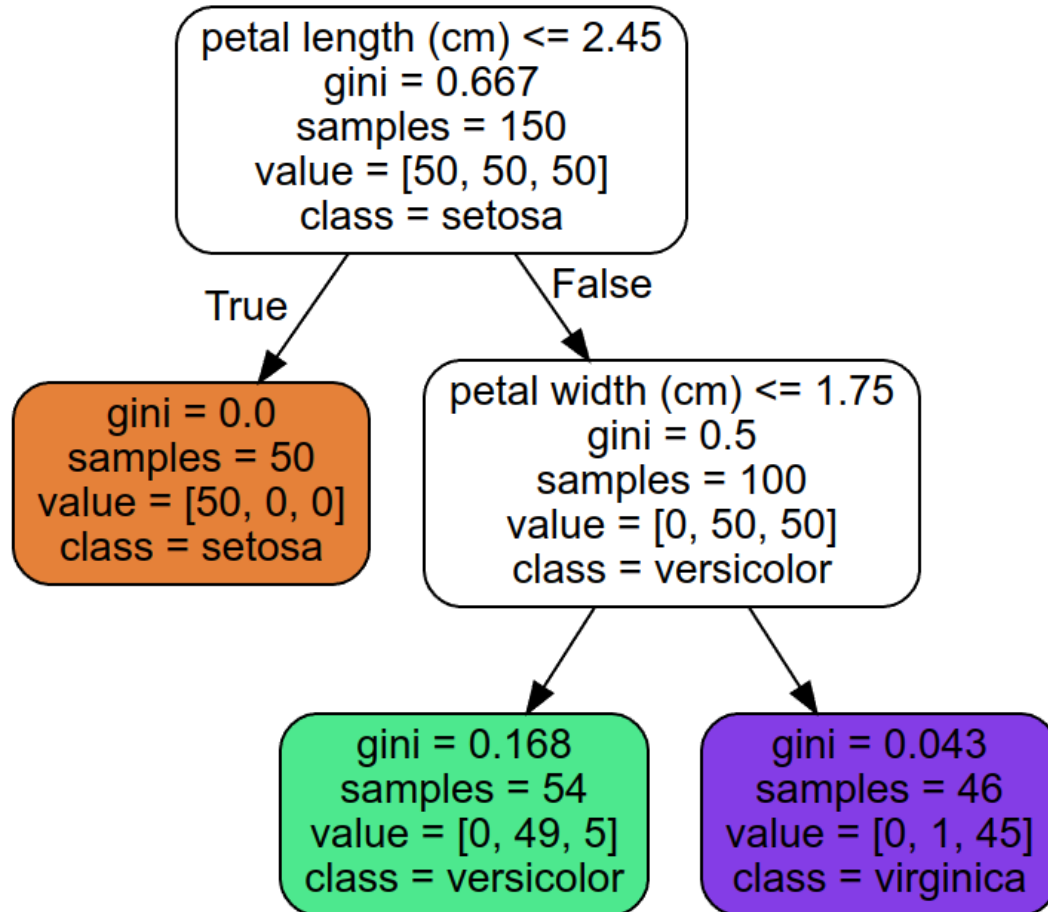 petal length (cm) <= 2.45
gini = 0.667
samples = 150
value = [50, 50, 50]
class = setosa
True
False
gini = 0.0
samples = 50
value = [50, 0, 0]
class = setosa
petal width (cm) <= 1.75
gini = 0.5
samples = 100
value = [0, 50, 50]
class = versicolor
gini = 0.168
samples = 54
value = [0, 49, 5]
class = versicolor
gini = 0.043
samples = 46
value = [0, 1, 45]
class = virginica